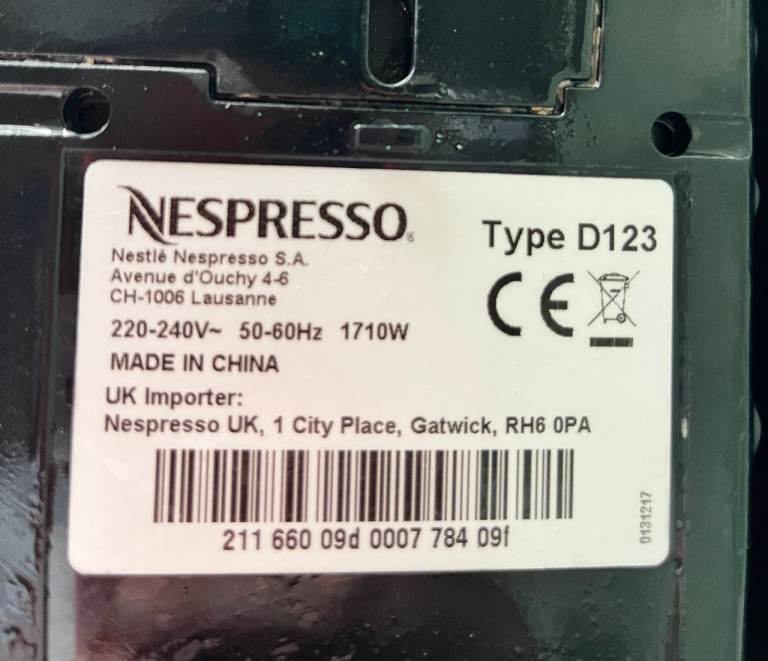 NESPRESSO®
Type D123
Nestlé Nespresso S.A.
Avenue d'Ouchy 4-6
CH-1006 Lausanne
CE
220-240V~ 50-60Hz 1710W
MADE IN CHINA
UK Importer:
Nespresso UK, 1 City Place, Gatwick, RH6 0PA
211 660 09d 0007 784 09f
0131217